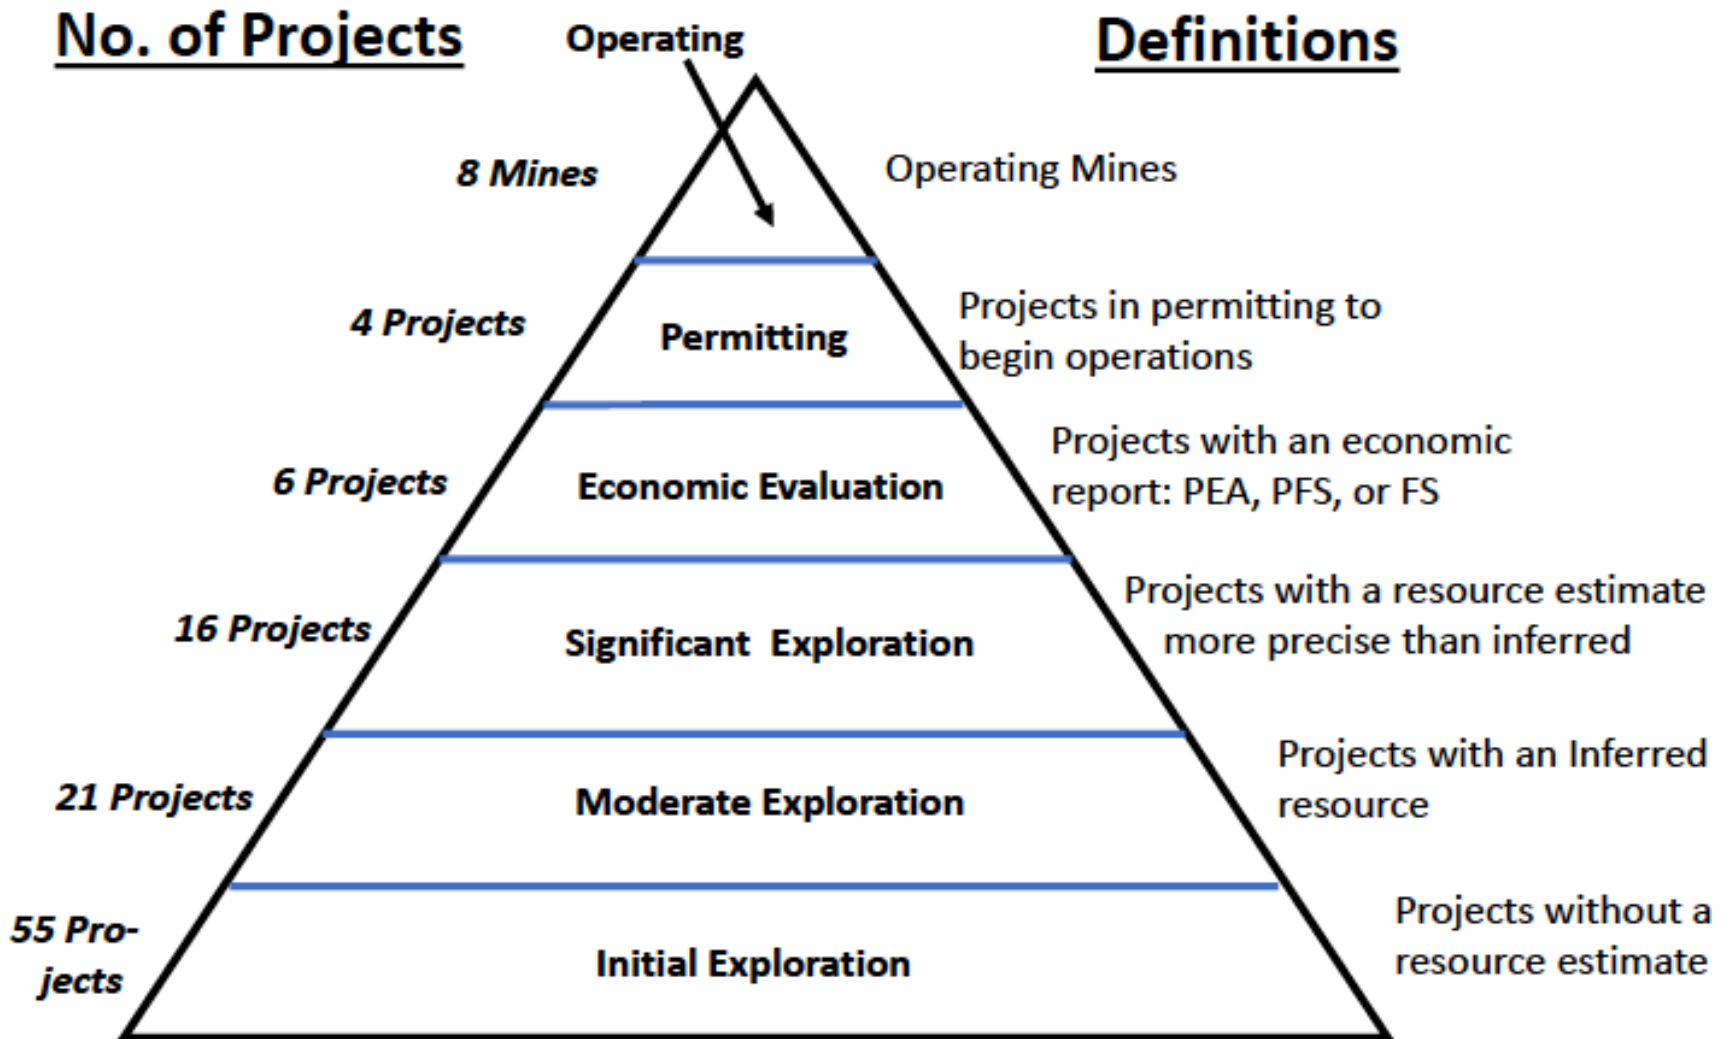 No. of Projects
Operating
Definitions
8 Mines
Operating Mines
4 Projects
Permitting
Projects in permitting to
begin operations
6 Projects
Economic Evaluation
Projects with an economic
report: PEA, PFS, or FS
16 Projects
Significant  Exploration
Projects with a resource estimate
more precise than inferred
21 Projects
Moderate Exploration
Projects with an Inferred
resource
55 Pro-
jects
Initial Exploration
Projects without a
resource estimate